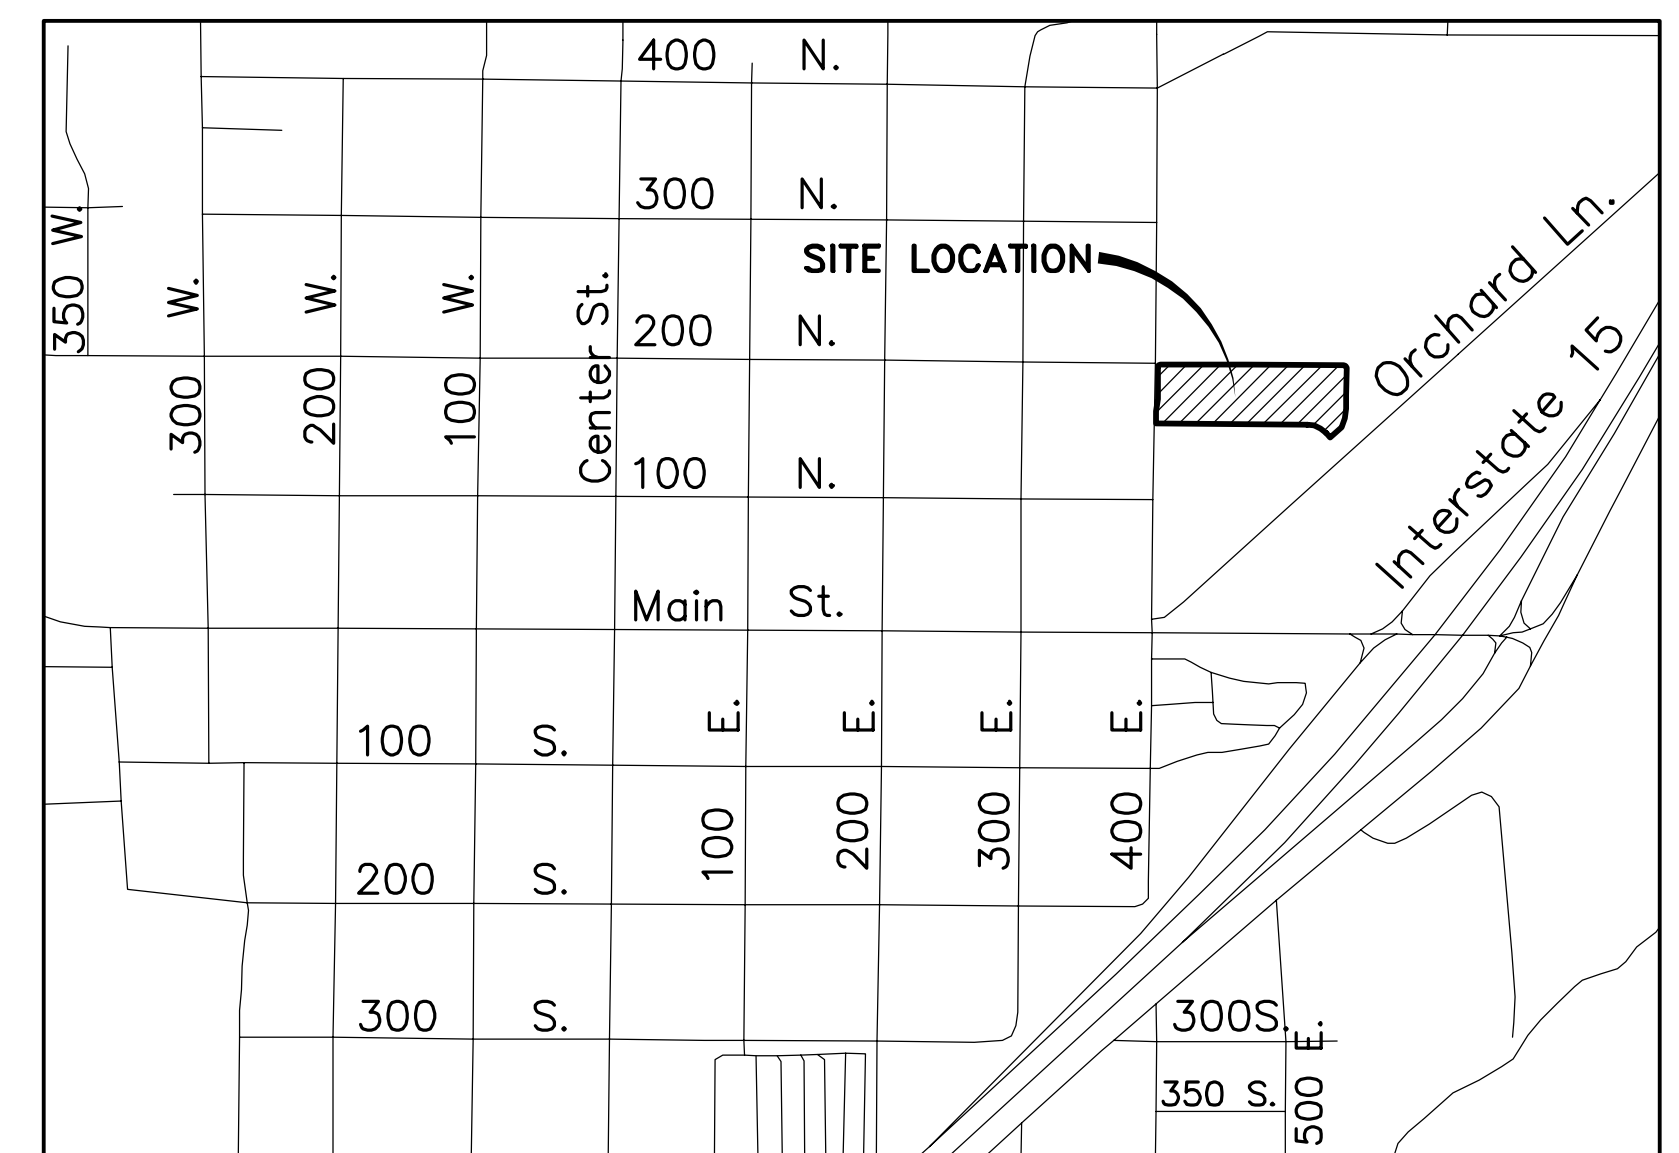 400 N.
300 N.
350 W.
300 W.
200 W.
100 W.
Center St.
SITE LOCATION
200 N.
Orchard Ln.
Interstate 15
100 N.
Main St.
100 S.
100 E.
200 E.
300 E.
400 E.
200 S.
300 S.
300S.
350 S.
500 E.